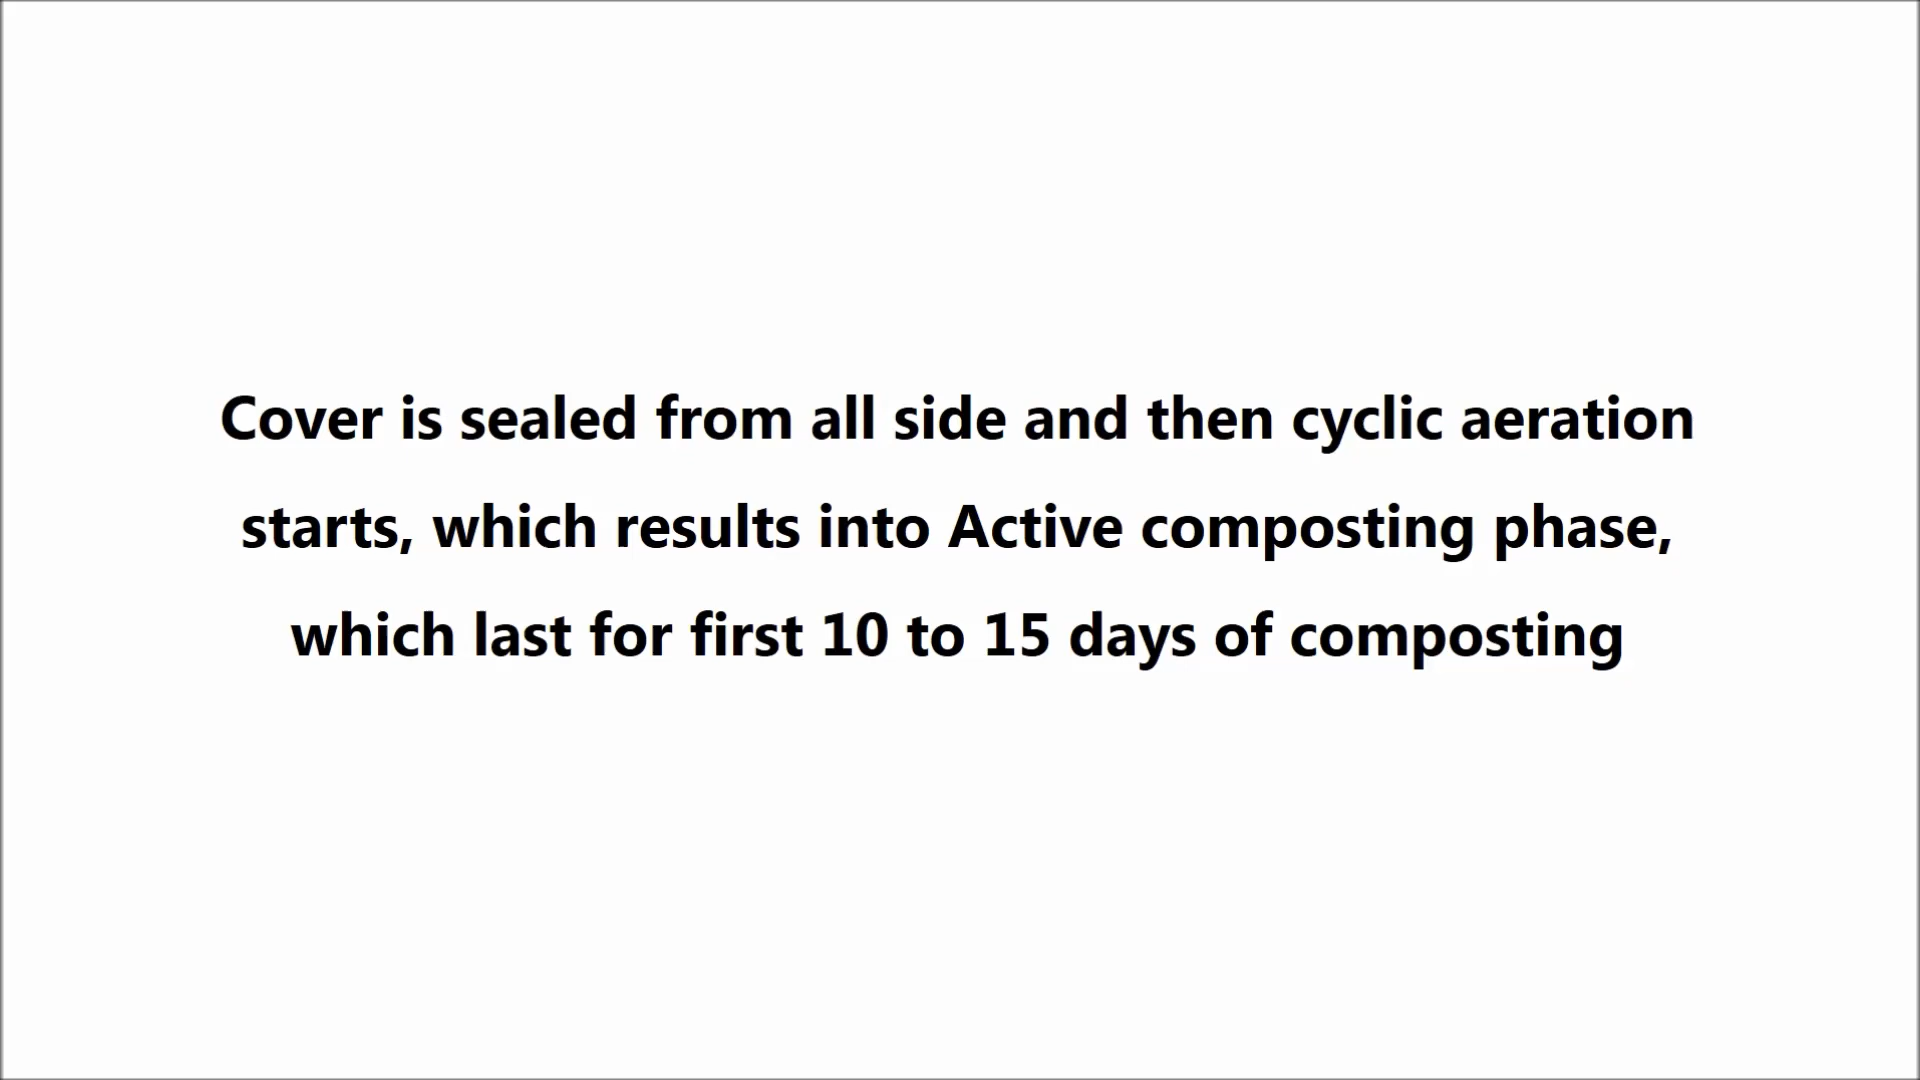 Cover is sealed from all side and then cyclic aeration
starts, which results into Active composting phase,
which last for first 10 to 15 days of composting